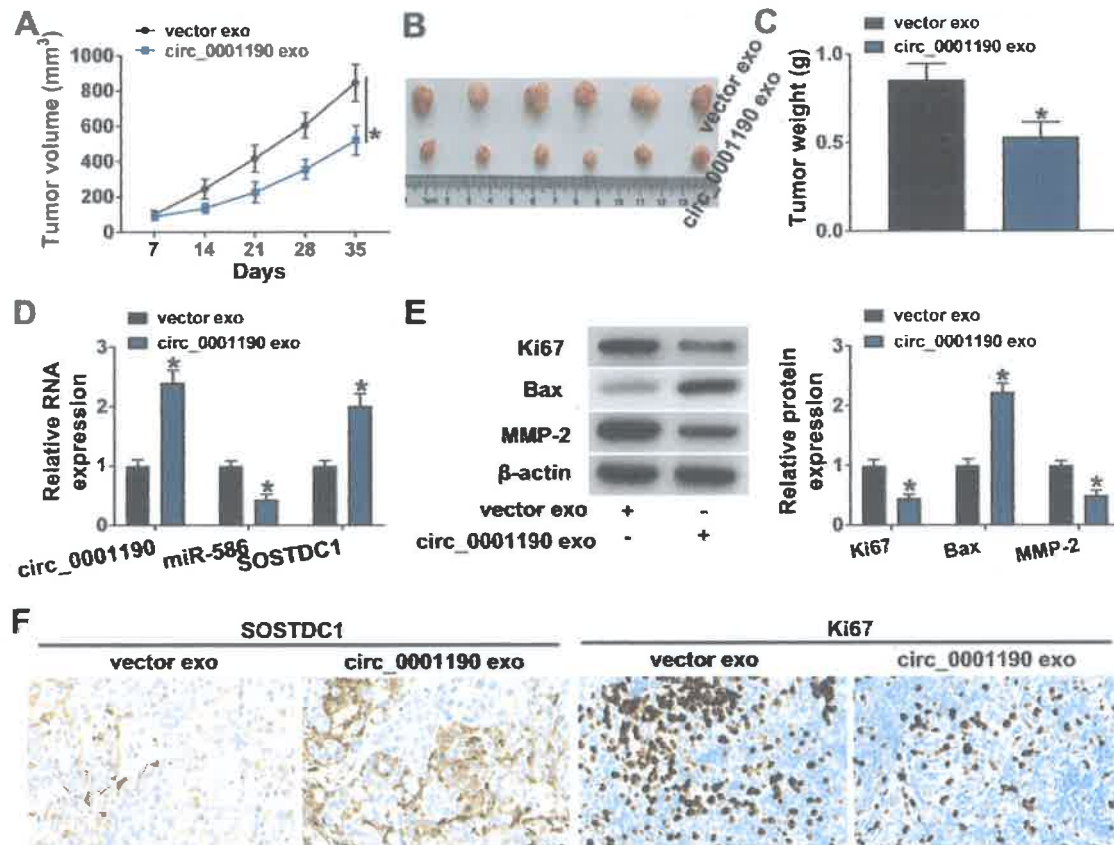 A
vector exo
circ_0001190 exo
Tumor volume (mm³)
1000
800
600
400
200
0
7 14 21 28 35
Days
*
B
vector exo
circ_0001190 exo
C
vector exo
circ_0001190 exo
Tumor weight (g)
1.0
0.5
0.0
*
D
vector exo
circ_0001190 exo
Relative RNA
expression
3
2
1
0
* * *
circ_0001190 miR-586 SOSTDC1
E
Ki67
Bax
MMP-2
β-actin
vector exo + -
circ_0001190 exo - +
vector exo
circ_0001190 exo
Relative protein
expression
3
2
1
0
* * *
Ki67 Bax MMP-2
F
SOSTDC1 Ki67
vector exo circ_0001190 exo vector exo circ_0001190 exo